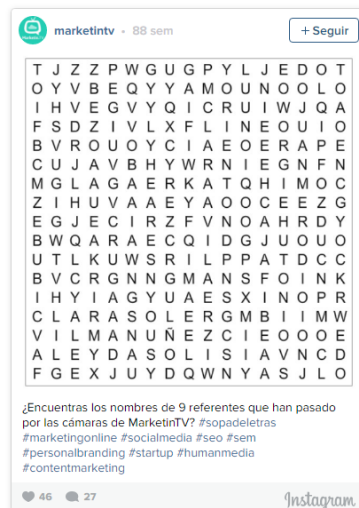 marketintv • 88 sem
+ Seguir
T J Z Z P W G U G P Y L J E D O T
O Y V B E Q Y Y A M O U N O O L O
I H V E G V Y Q I C R U I W J Q A
F S D Z I V L X F L I N E O U I O
B V R O U O Y C I A E O E R A P E
C U J A V B H Y W R N I E G N F N
M G L A G A E R K A T Q H I M O C
Z I H U V A A E Y A O O C E E Z G
E G J E C I R Z F V N O A H R D Y
B W Q A R A E C Q I D G J U O U O
U T L K U W S R I L P P A T D C C
B V C R G N N G M A N S F O I N K
I H Y I A G Y U A E S X I N O P R
C L A R A S O L E R G M B I I M W
V I L M A N U Ñ E Z C I E O O O E
A L E Y D A S O L I S I A V N C D
F G E X J U Y D Q W N Y A S J L O
¿Encuentras los nombres de 9 referentes que han pasado
por las cámaras de MarketinTV? #sopadeletras
#marketingonline #socialmedia #seo #sem
#personalbranding #startup #humanmedia
#contentmarketing
46 27
Instagram